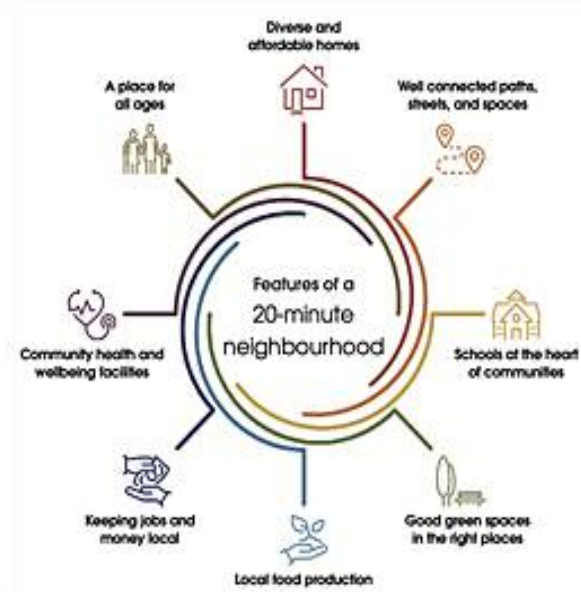 Diverse and
affordable homes
Well connected paths,
streets, and spaces
Schools at the heart
of communities
Good green spaces
in the right places
Local food production
Keeping jobs and
money local
Community health and
wellbeing facilities
A place for
all ages
Features of a
20-minute
neighbourhood